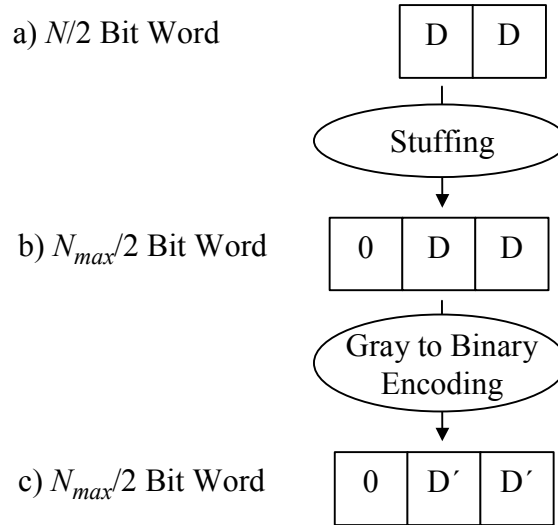 a) N/2 Bit Word
D D
Stuffing
b) Nmax/2 Bit Word
0 D D
Gray to Binary
Encoding
c) Nmax/2 Bit Word
0 D´ D´